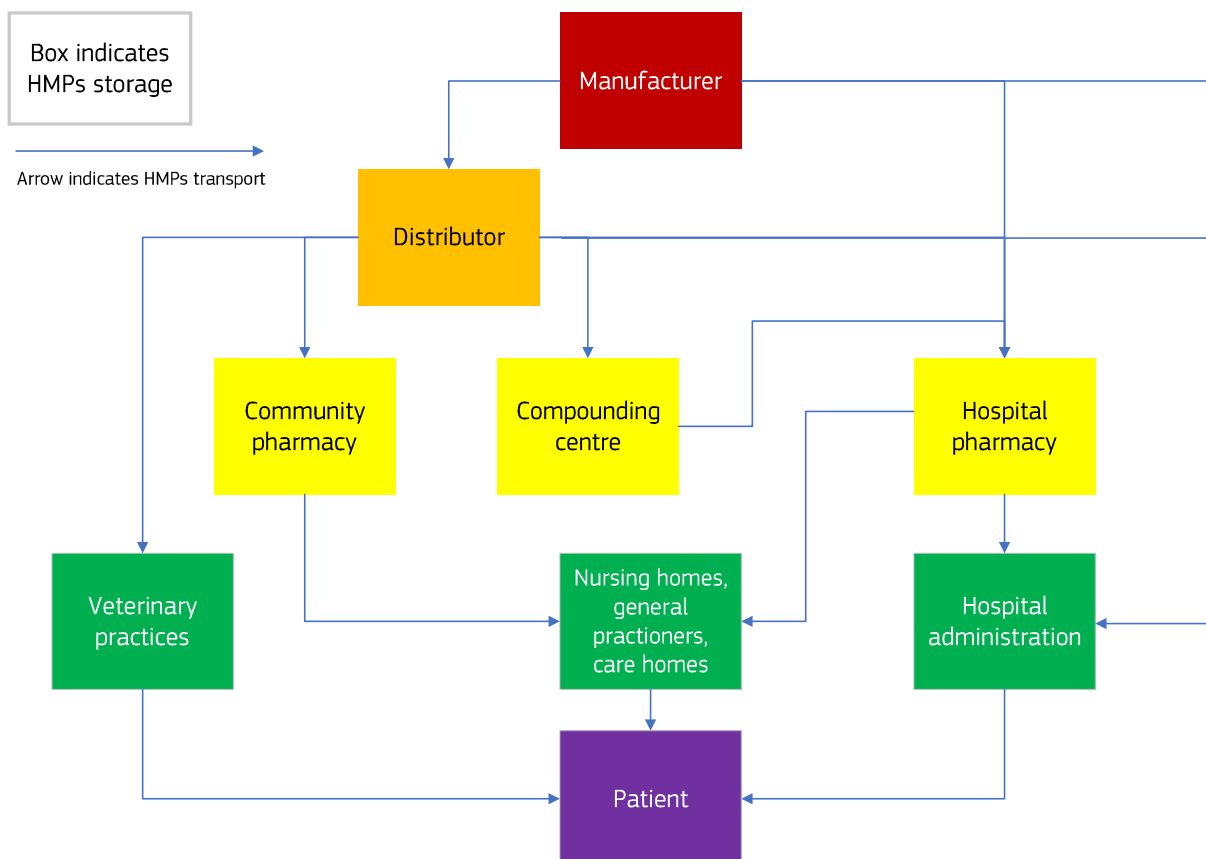 Box indicates
HMPs storage
Manufacturer
Arrow indicates HMPs transport
Distributor
Community
pharmacy
Compounding
centre
Hospital
pharmacy
Veterinary
practices
Nursing homes,
general
practioners,
care homes
Hospital
administration
Patient